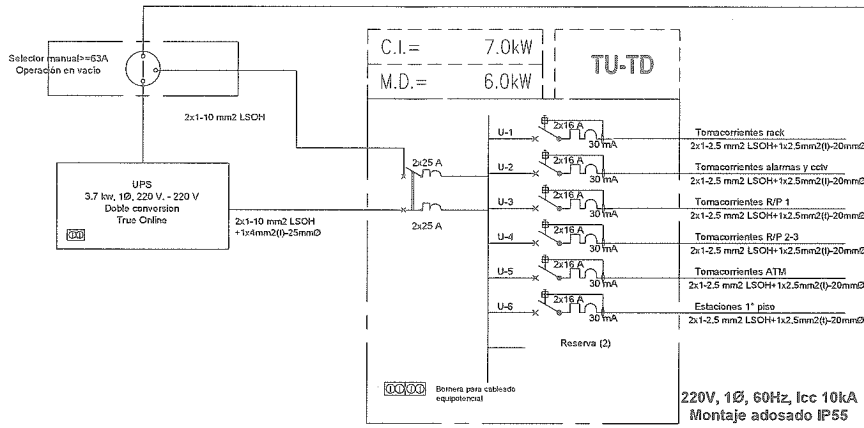 Selector manual>=63A
Operación en vacio
2x1-10 mm2 LSOH
UPS
3.7 kw, 1Ø, 220 V. - 220 V
Doble conversion
True Online
2x1-10 mm2 LSOH
+1x4mm2(t)-25mmØ
C.I.= 7.0kW
M.D.= 6.0kW
TU-TD
2x25 A
2x25 A
U-1 2x16 A 30 mA Tomacorrientes rack
2x1-2.5 mm2 LSOH+1x2.5mm2(t)-20mmØ
U-2 2x16 A 30 mA Tomacorrientes alarmas y cctv
2x1-2.5 mm2 LSOH+1x2.5mm2(t)-20mmØ
U-3 2x16 A 30 mA Tomacorrientes R/P 1
2x1-2.5 mm2 LSOH+1x2.5mm2(t)-20mmØ
U-4 2x16 A 30 mA Tomacorrientes R/P 2-3
2x1-2.5 mm2 LSOH+1x2.5mm2(t)-20mmØ
U-5 2x16 A 30 mA Tomacorrientes ATM
2x1-2.5 mm2 LSOH+1x2.5mm2(t)-20mmØ
U-6 2x16 A 30 mA Estaciones 1° piso
2x1-2.5 mm2 LSOH+1x2.5mm2(t)-20mmØ
Reserva (2)
Bornera para cableado
equipotencial
220V, 1Ø, 60Hz, Icc 10kA
Montaje adosado IP55